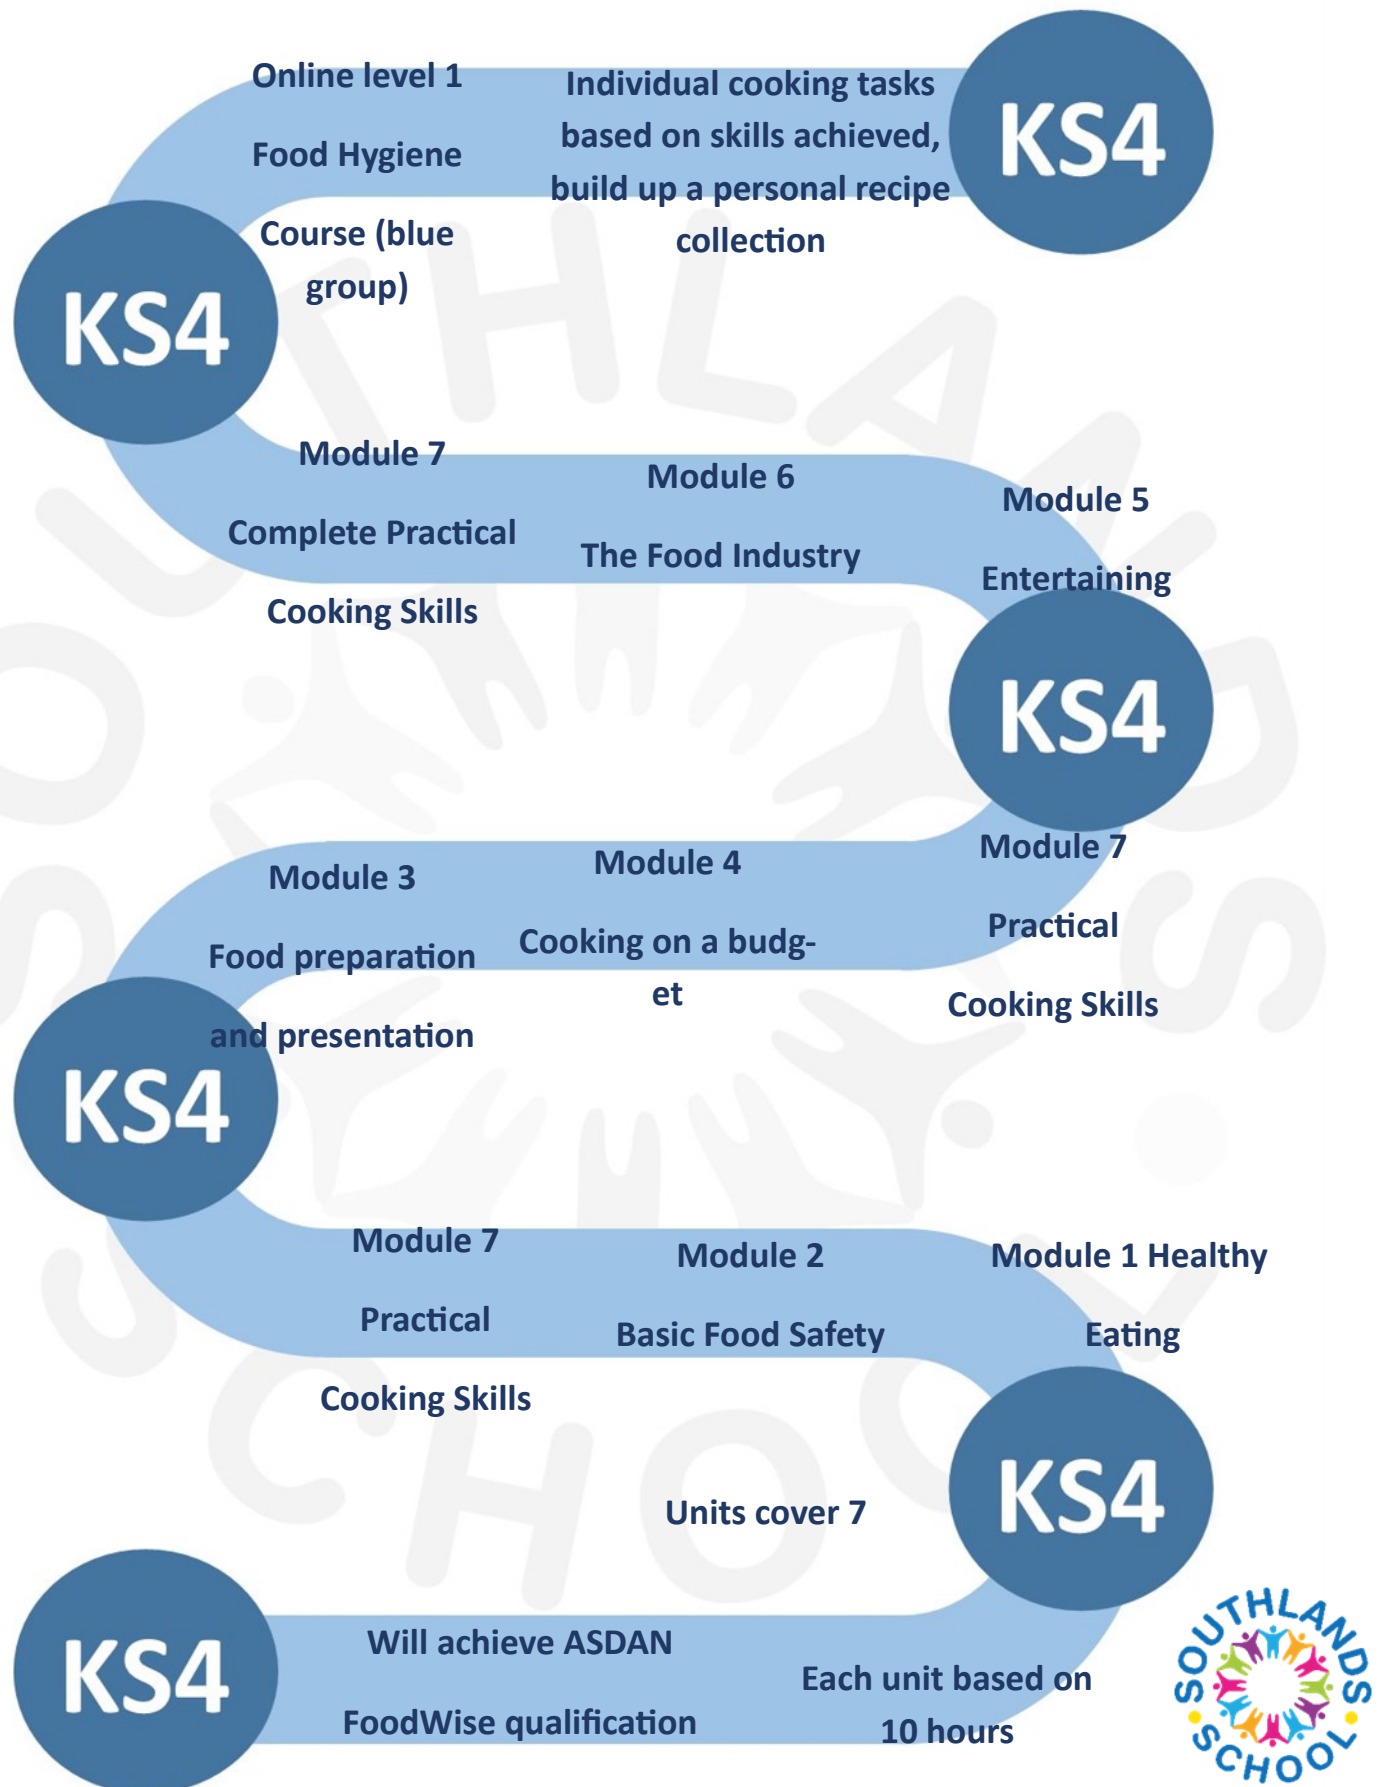 Online level 1
Food Hygiene
Course (blue
group)
Individual cooking tasks
based on skills achieved,
build up a personal recipe
collection
KS4
KS4
Module 7
Complete Practical
Cooking Skills
Module 6
The Food Industry
Module 5
Entertaining
KS4
Module 3
Food preparation
and presentation
Module 4
Cooking on a budg-
et
Module 7
Practical
Cooking Skills
KS4
Module 7
Practical
Cooking Skills
Module 2
Basic Food Safety
Module 1 Healthy
Eating
KS4
Units cover 7
KS4
Will achieve ASDAN
FoodWise qualification
Each unit based on
10 hours
SOUTHLANDS
SCHOOL
SOUTHLANDS
SCHOOL